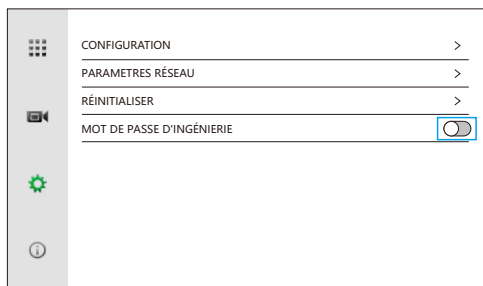 CONFIGURATION
PARAMETRES RÉSEAU
RÉINITIALISER
MOT DE PASSE D'INGÉNIERIE